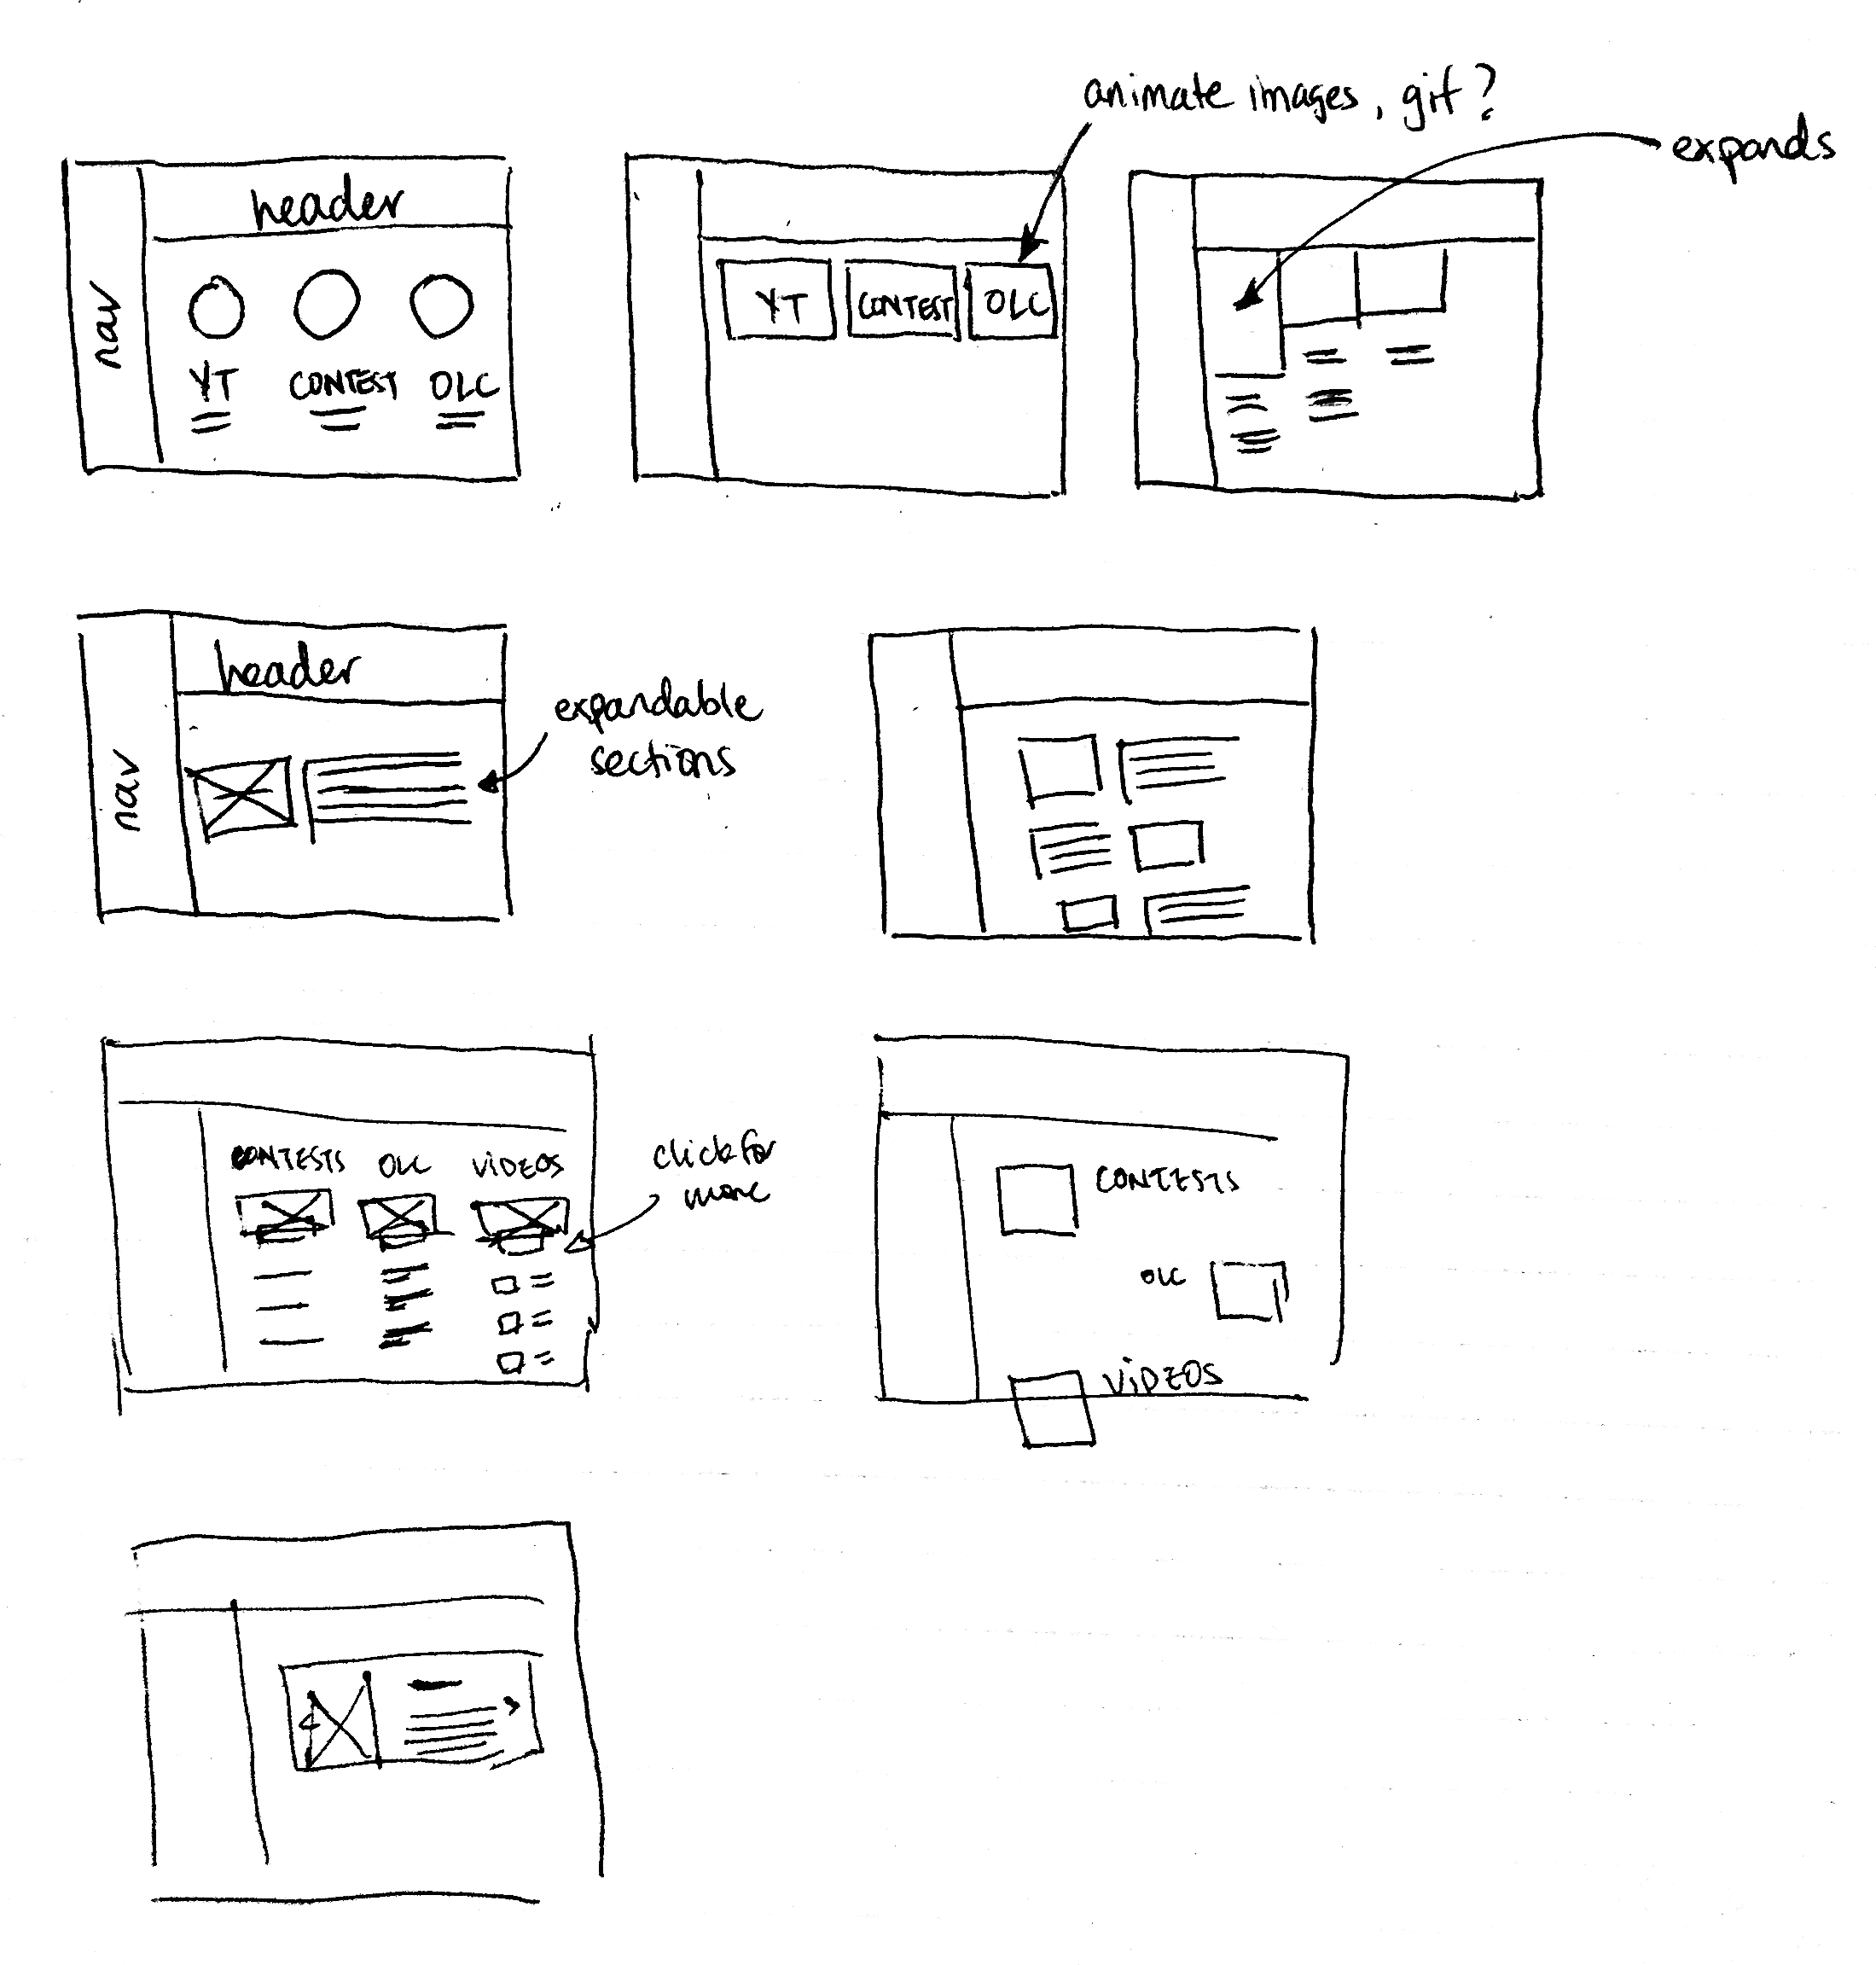 animate images, gif?
expands
header
nav
YT CONTEST OLC
YT CONTEST OLC
header
nav
expandable
sections
CONTESTS OLC ViDEOS
click for
more
CONTESTS
OLC
ViDEOS